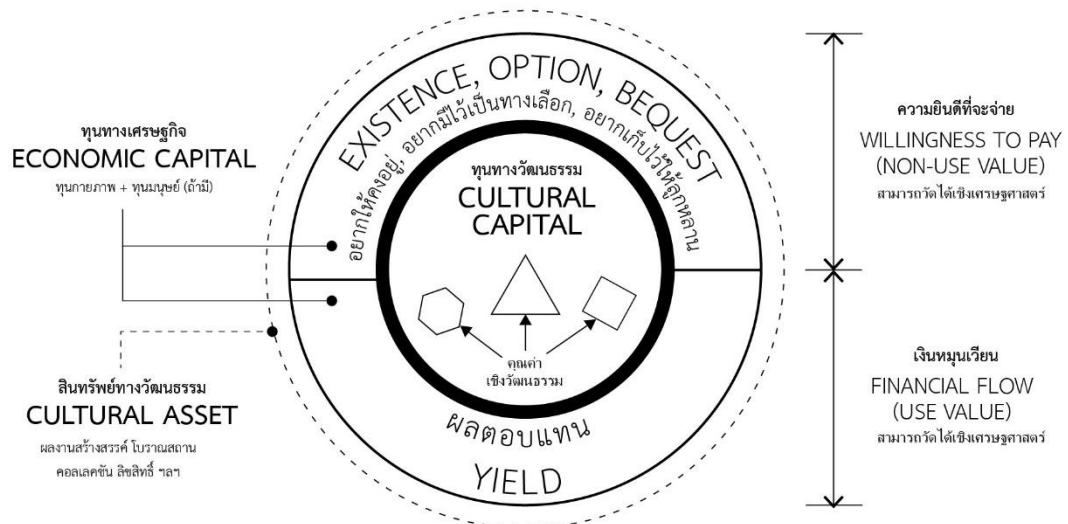 ทุนทางเศรษฐกิจ
ECONOMIC CAPITAL
ทุนกายภาพ + ทุนมนุษย์ (ถ้ามี)
สินทรัพย์ทางวัฒนธรรม
CULTURAL ASSET
ผลงานสร้างสรรค์ โบราณสถาน
คอลเลคชัน ลิขสิทธิ์ ฯลฯ
EXISTENCE, OPTION, BEQUEST
อยากให้คงอยู่, อยากมีไว้เป็นทางเลือก, อยากเก็บไว้ให้ลูกหลาน
ทุนทางวัฒนธรรม
CULTURAL
CAPITAL
คุณค่า
เชิงวัฒนธรรม
ผลตอบแทน
YIELD
ความยินดีที่จะจ่าย
WILLINGNESS TO PAY
(NON-USE VALUE)
สามารถวัดได้เชิงเศรษฐศาสตร์
เงินหมุนเวียน
FINANCIAL FLOW
(USE VALUE)
สามารถวัดได้เชิงเศรษฐศาสตร์